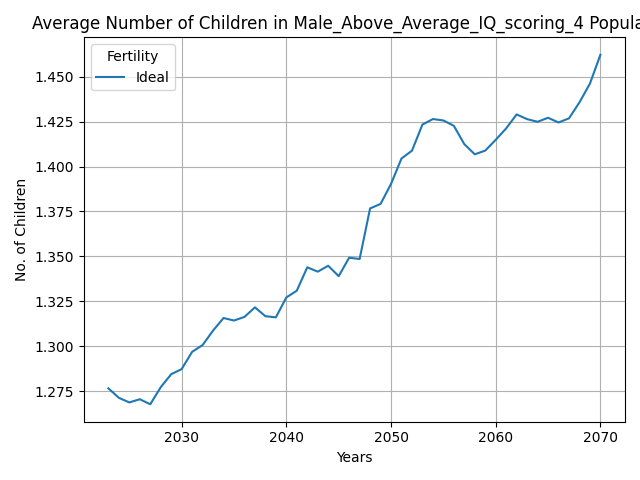 Average Number of Children in Male_Above_Average_IQ_scoring_4 Popula
Fertility
Ideal
No. of Children
1.450
1.425
1.400
1.375
1.350
1.325
1.300
1.275
2030 2040 2050 2060 2070
Years